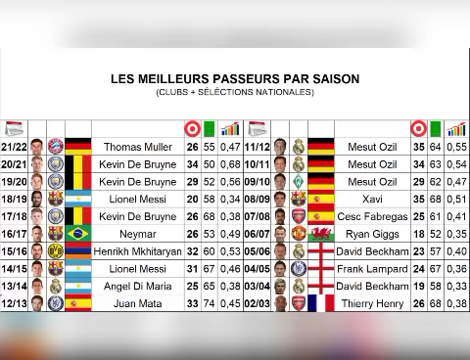 LES MEILLEURS PASSEURS PAR SAISON
(CLUBS + SÉLÉCTIONS NATIONALES)
21/22 Thomas Muller 26 55 0,47 11/12 Mesut Ozil 35 64 0,55
20/21 Kevin De Bruyne 34 50 0,68 10/11 Mesut Ozil 34 63 0,54
19/20 Kevin De Bruyne 29 52 0,56 09/10 Mesut Ozil 29 62 0,47
18/19 Lionel Messi 20 58 0,34 08/09 Xavi 35 68 0,51
17/18 Kevin De Bruyne 26 68 0,38 07/08 Cesc Fabregas 25 61 0,41
16/17 Neymar 26 53 0,49 06/07 Ryan Giggs 18 52 0,35
15/16 Henrikh Mkhitaryan 32 60 0,53 05/06 David Beckham 23 57 0,40
14/15 Lionel Messi 31 67 0,46 04/05 Frank Lampard 24 67 0,36
13/14 Angel Di Maria 25 65 0,38 03/04 David Beckham 19 58 0,33
12/13 Juan Mata 33 74 0,45 02/03 Thierry Henry 26 68 0,38